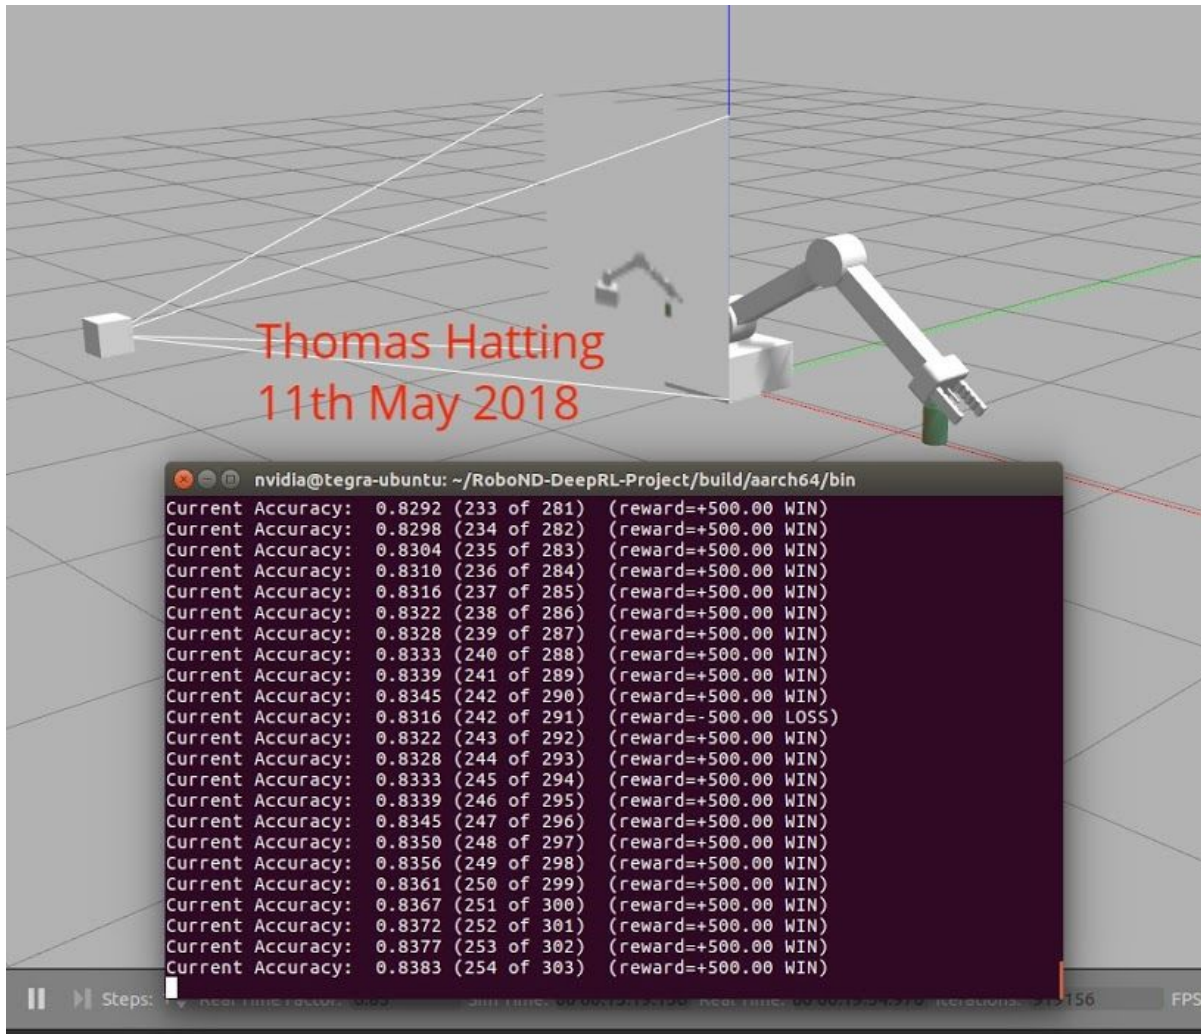 Thomas Hatting
11th May 2018
nvidia@tegra-ubuntu: ~/RoboND-DeepRL-Project/build/aarch64/bin
Current Accuracy:  0.8292 (233 of 281)  (reward=+500.00 WIN)
Current Accuracy:  0.8298 (234 of 282)  (reward=+500.00 WIN)
Current Accuracy:  0.8304 (235 of 283)  (reward=+500.00 WIN)
Current Accuracy:  0.8310 (236 of 284)  (reward=+500.00 WIN)
Current Accuracy:  0.8316 (237 of 285)  (reward=+500.00 WIN)
Current Accuracy:  0.8322 (238 of 286)  (reward=+500.00 WIN)
Current Accuracy:  0.8328 (239 of 287)  (reward=+500.00 WIN)
Current Accuracy:  0.8333 (240 of 288)  (reward=+500.00 WIN)
Current Accuracy:  0.8339 (241 of 289)  (reward=+500.00 WIN)
Current Accuracy:  0.8345 (242 of 290)  (reward=+500.00 WIN)
Current Accuracy:  0.8316 (242 of 291)  (reward=-500.00 LOSS)
Current Accuracy:  0.8322 (243 of 292)  (reward=+500.00 WIN)
Current Accuracy:  0.8328 (244 of 293)  (reward=+500.00 WIN)
Current Accuracy:  0.8333 (245 of 294)  (reward=+500.00 WIN)
Current Accuracy:  0.8339 (246 of 295)  (reward=+500.00 WIN)
Current Accuracy:  0.8345 (247 of 296)  (reward=+500.00 WIN)
Current Accuracy:  0.8350 (248 of 297)  (reward=+500.00 WIN)
Current Accuracy:  0.8356 (249 of 298)  (reward=+500.00 WIN)
Current Accuracy:  0.8361 (250 of 299)  (reward=+500.00 WIN)
Current Accuracy:  0.8367 (251 of 300)  (reward=+500.00 WIN)
Current Accuracy:  0.8372 (252 of 301)  (reward=+500.00 WIN)
Current Accuracy:  0.8377 (253 of 302)  (reward=+500.00 WIN)
Current Accuracy:  0.8383 (254 of 303)  (reward=+500.00 WIN)
Steps: Real Time Factor: Sim Time: Real Time: Iterations: FPS